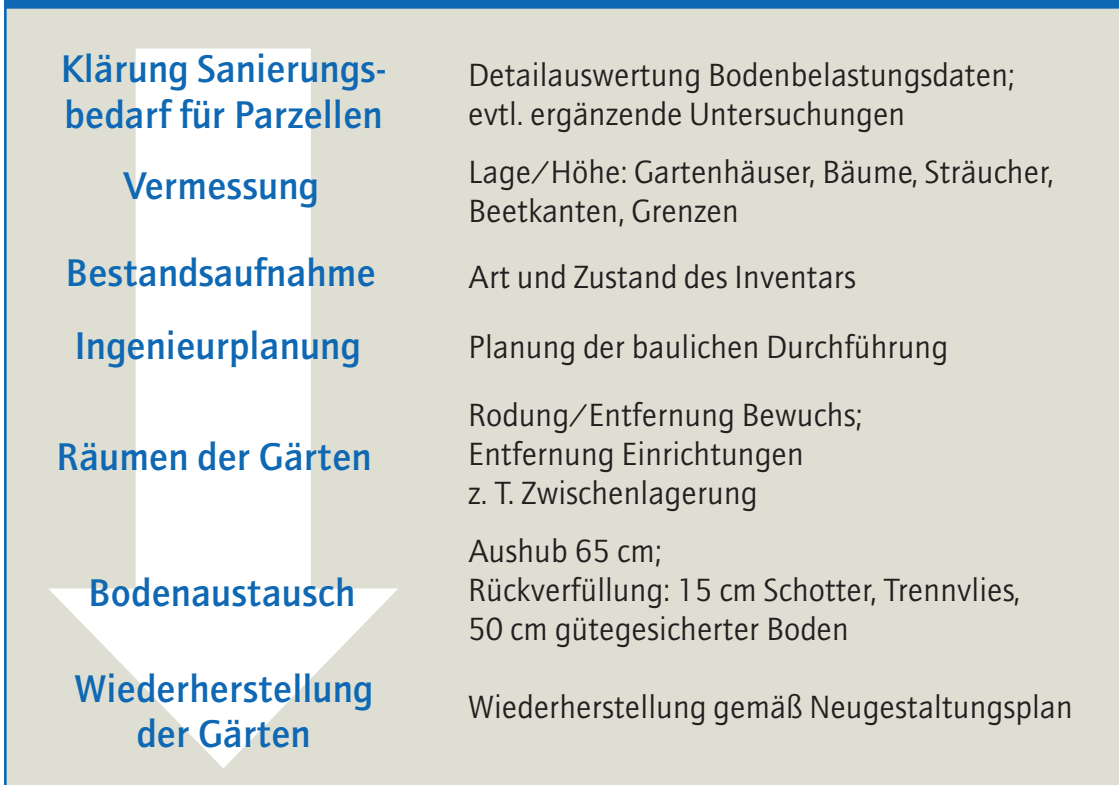 Klärung Sanierungs-
bedarf für Parzellen
Detailauswertung Bodenbelastungsdaten;
evtl. ergänzende Untersuchungen
Vermessung
Lage/Höhe: Gartenhäuser, Bäume, Sträucher,
Beetkanten, Grenzen
Bestandsaufnahme
Art und Zustand des Inventars
Ingenieurplanung
Planung der baulichen Durchführung
Räumen der Gärten
Rodung/Entfernung Bewuchs;
Entfernung Einrichtungen
z. T. Zwischenlagerung
Bodenaustausch
Aushub 65 cm;
Rückverfüllung: 15 cm Schotter, Trennvlies,
50 cm gütegesicherter Boden
Wiederherstellung
der Gärten
Wiederherstellung gemäß Neugestaltungsplan